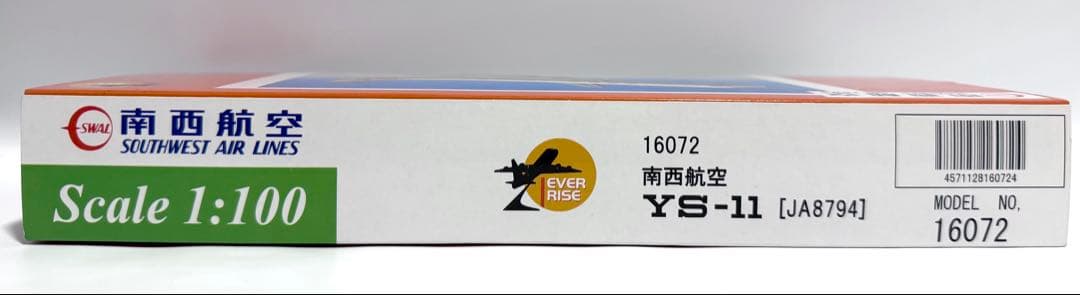 SWAL
南西航空
SOUTHWEST AIR LINES
Scale 1:100
EVER
RISE
16072
南西航空
YS-11 [JA8794]
4571128160724
MODEL NO,
16072